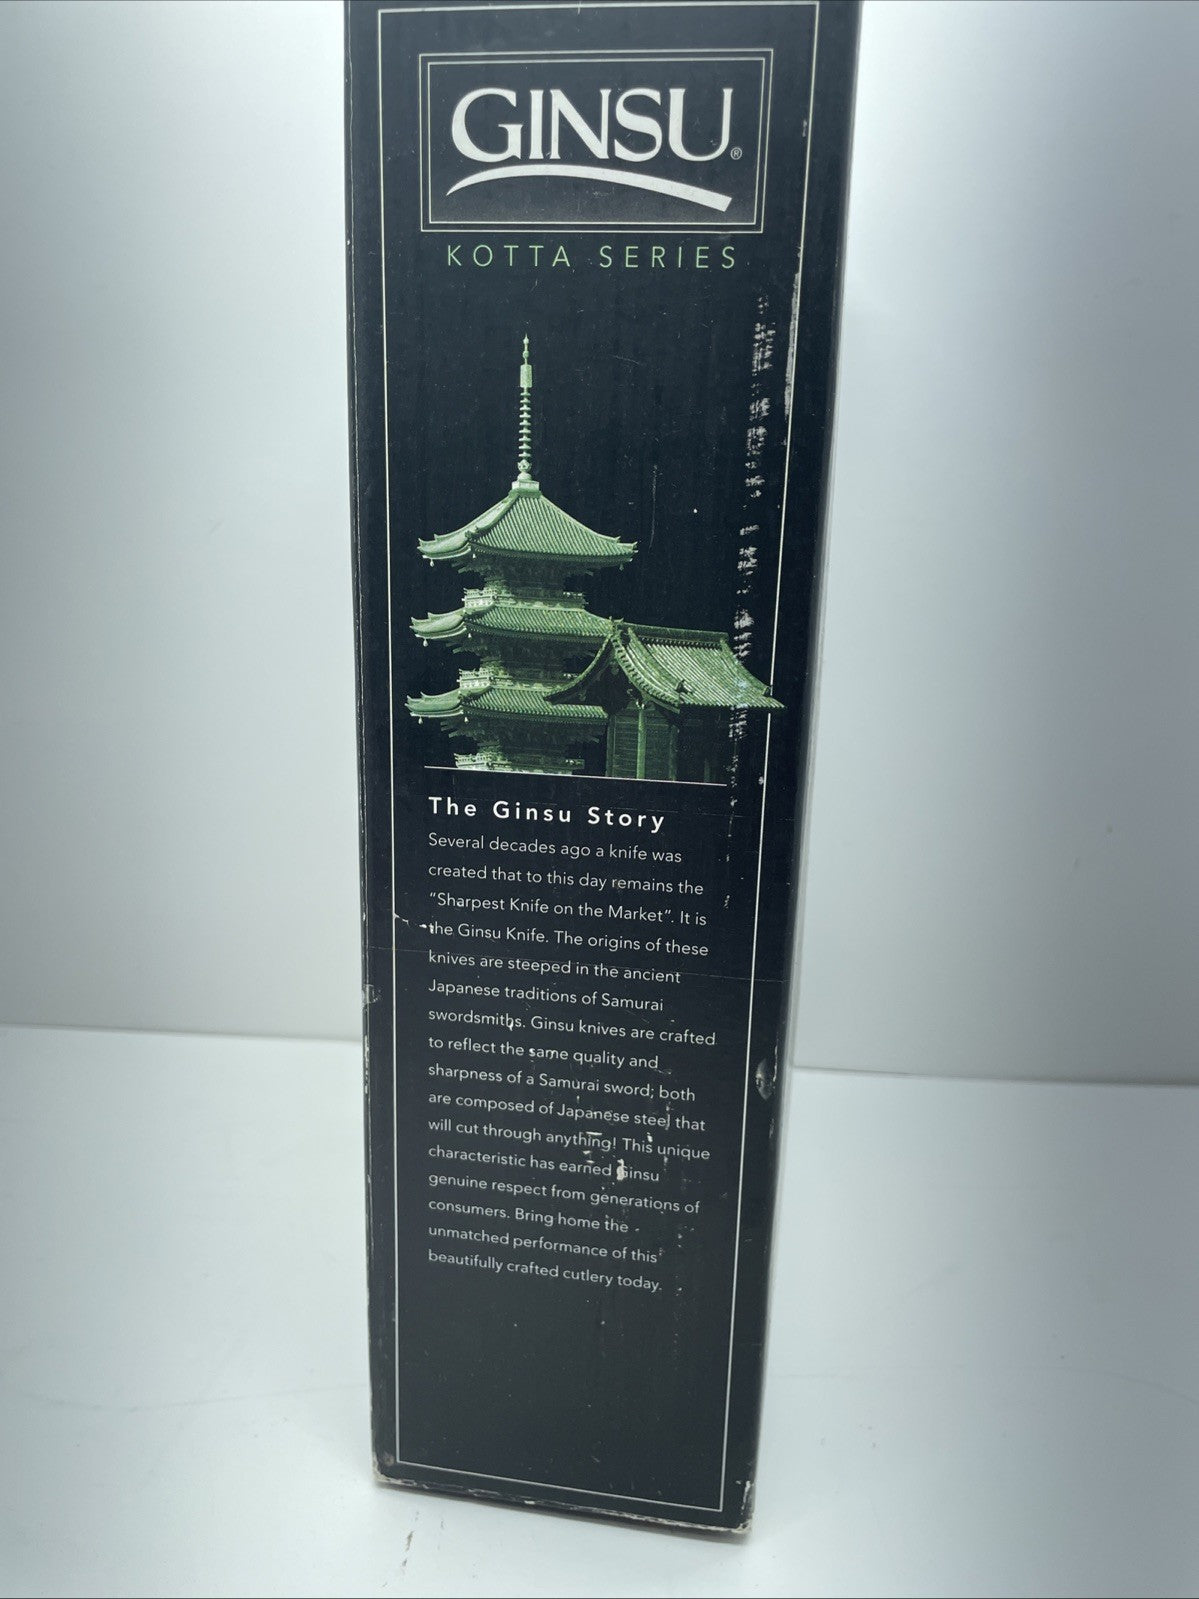 GINSU®
KOTTA SERIES
The Ginsu Story
Several decades ago a knife was
created that to this day remains the
"Sharpest Knife on the Market". It is
the Ginsu Knife. The origins of these
knives are steeped in the ancient
Japanese traditions of Samurai
swordsmiths. Ginsu knives are crafted
to reflect the same quality and
sharpness of a Samurai sword; both
are composed of Japanese steel that
will cut through anything! This unique
characteristic has earned Ginsu
genuine respect from generations of
consumers. Bring home the
unmatched performance of this
beautifully crafted cutlery today.